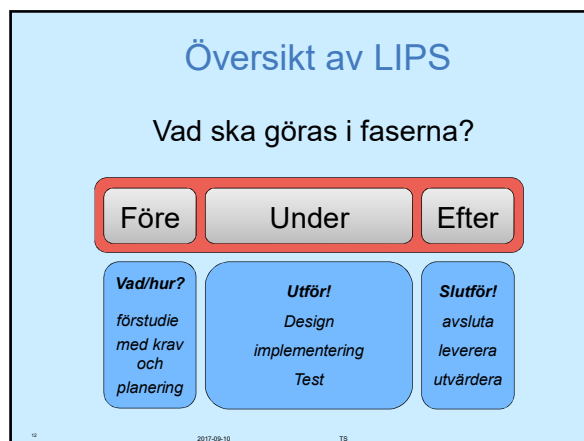 Översikt av LIPS
Vad ska göras i faserna?
Före
Under
Efter
Vad/hur?
förstudie
med krav
och
planering
Utför!
Design
implementering
Test
Slutför!
avsluta
leverera
utvärdera
12
2017-09-10
TS